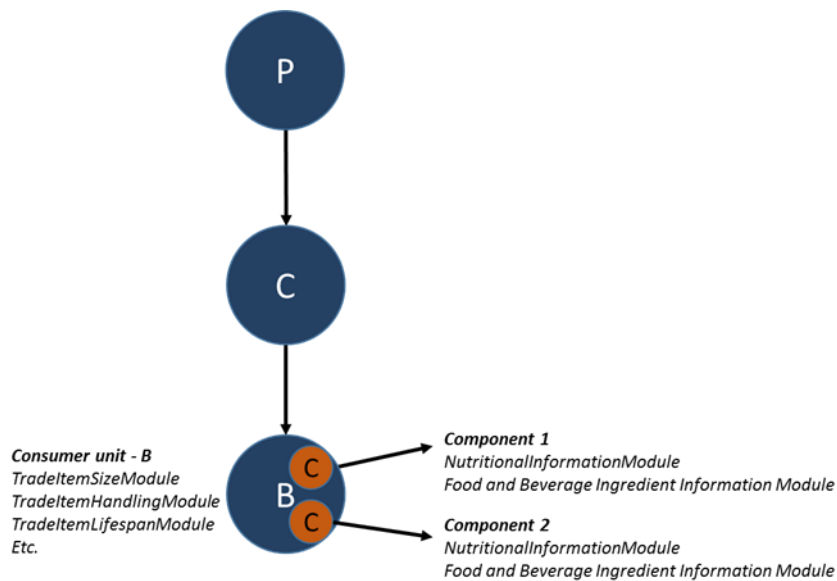 P
C
Consumer unit - B
TradeItemSizeModule
TradeItemHandlingModule
TradeItemLifespanModule
Etc.
B
C
C
Component 1
NutritionalInformationModule
Food and Beverage Ingredient Information Module
Component 2
NutritionalInformationModule
Food and Beverage Ingredient Information Module